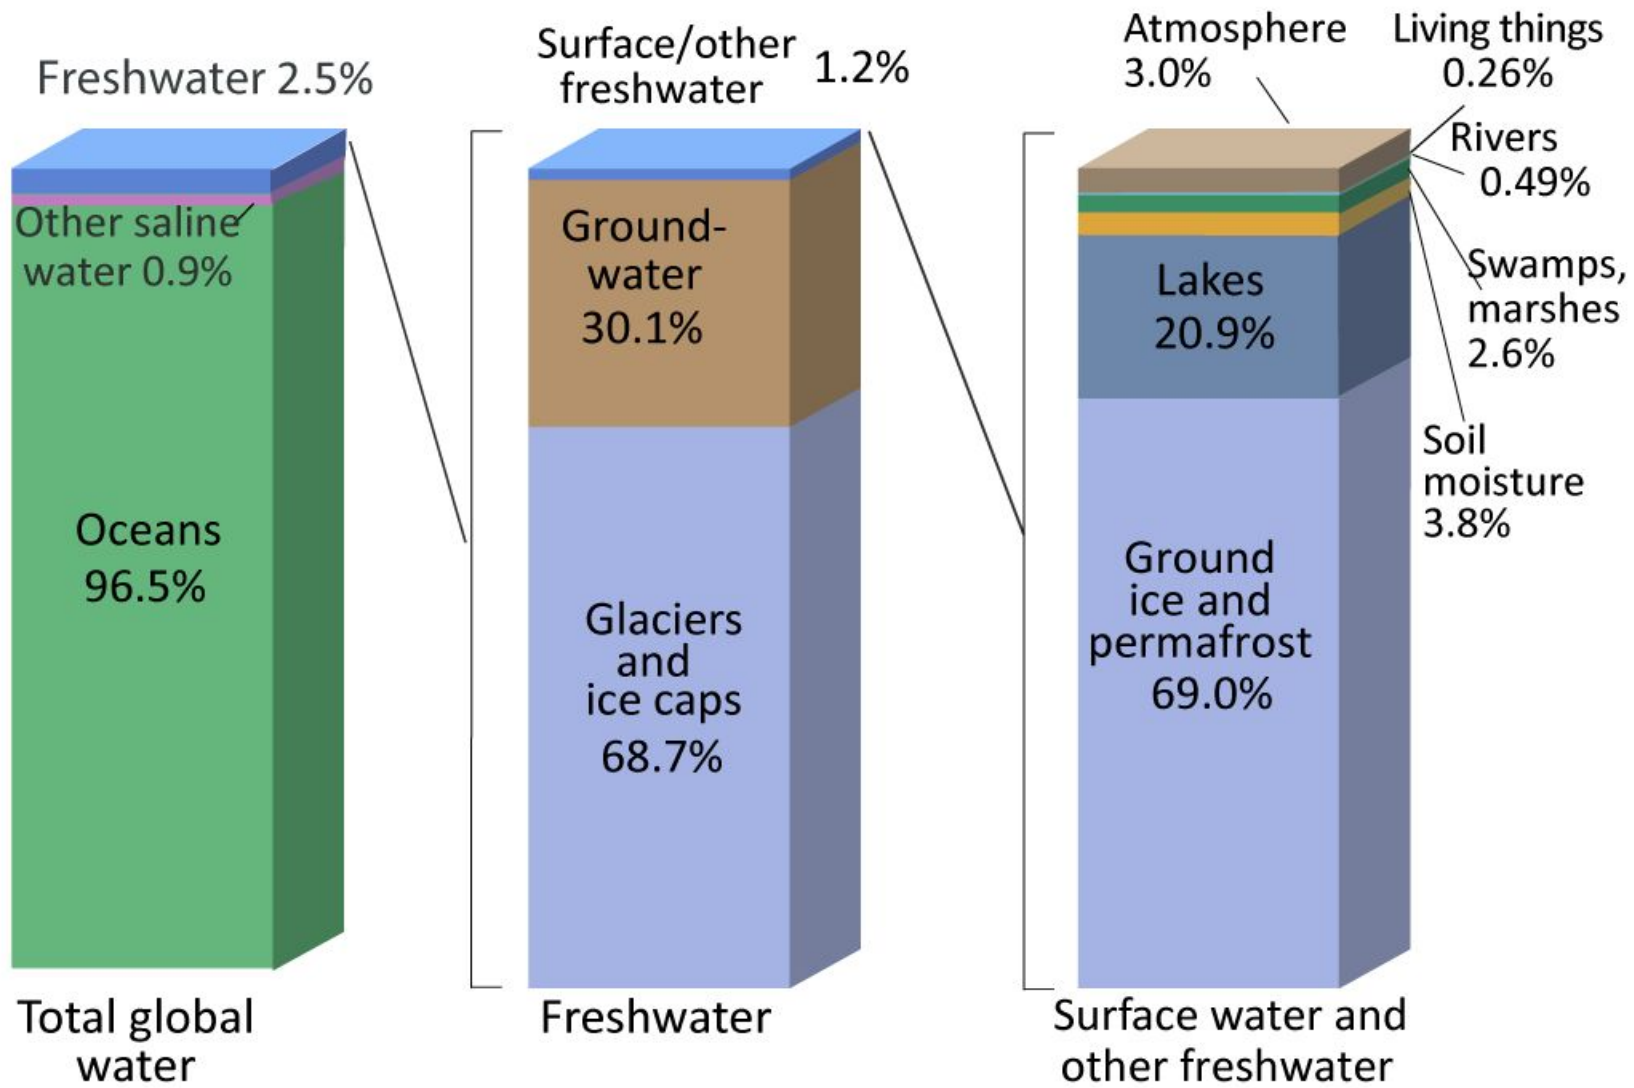 Freshwater 2.5%
Other saline
water 0.9%
Oceans
96.5%
Total global
water
Surface/other
freshwater
1.2%
Ground-
water
30.1%
Glaciers
and
ice caps
68.7%
Freshwater
Atmosphere
3.0%
Living things
0.26%
Rivers
0.49%
Swamps,
marshes
2.6%
Soil
moisture
3.8%
Lakes
20.9%
Ground
ice and
permafrost
69.0%
Surface water and
other freshwater